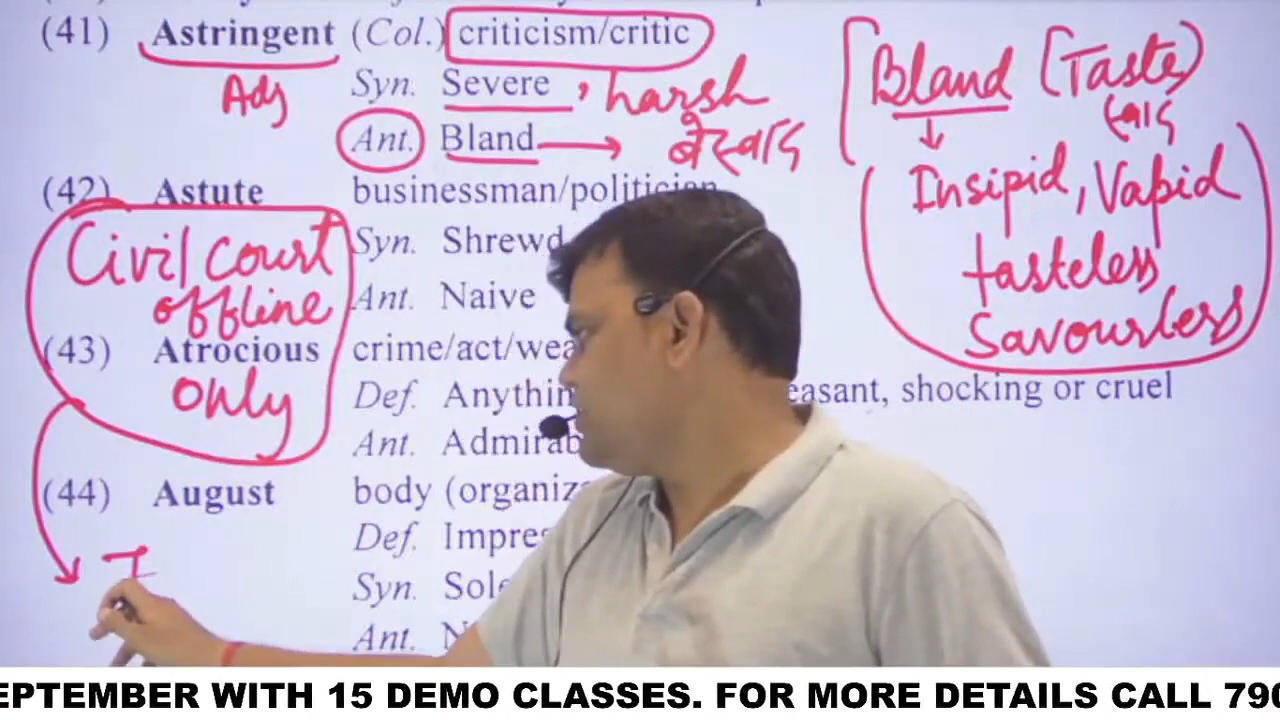 (41) Astringent (Col.) criticism/critic
Adj
Syn. Severe, harsh
Ant. Bland → बेस्वाद
Bland (Taste)
स्वाद
Insipid, Vapid
tasteless
Savourless
(42) Astute businessman/politician
Syn. Shrewd
Ant. Naive
Civil court
offline
only
(43) Atrocious crime/act/wea
Def. Anythin easant, shocking or cruel
Ant. Admirab
(44) August body (organiz
Def. Impres
Syn. Sole
Ant. N
EPTEMBER WITH 15 DEMO CLASSES. FOR MORE DETAILS CALL 790